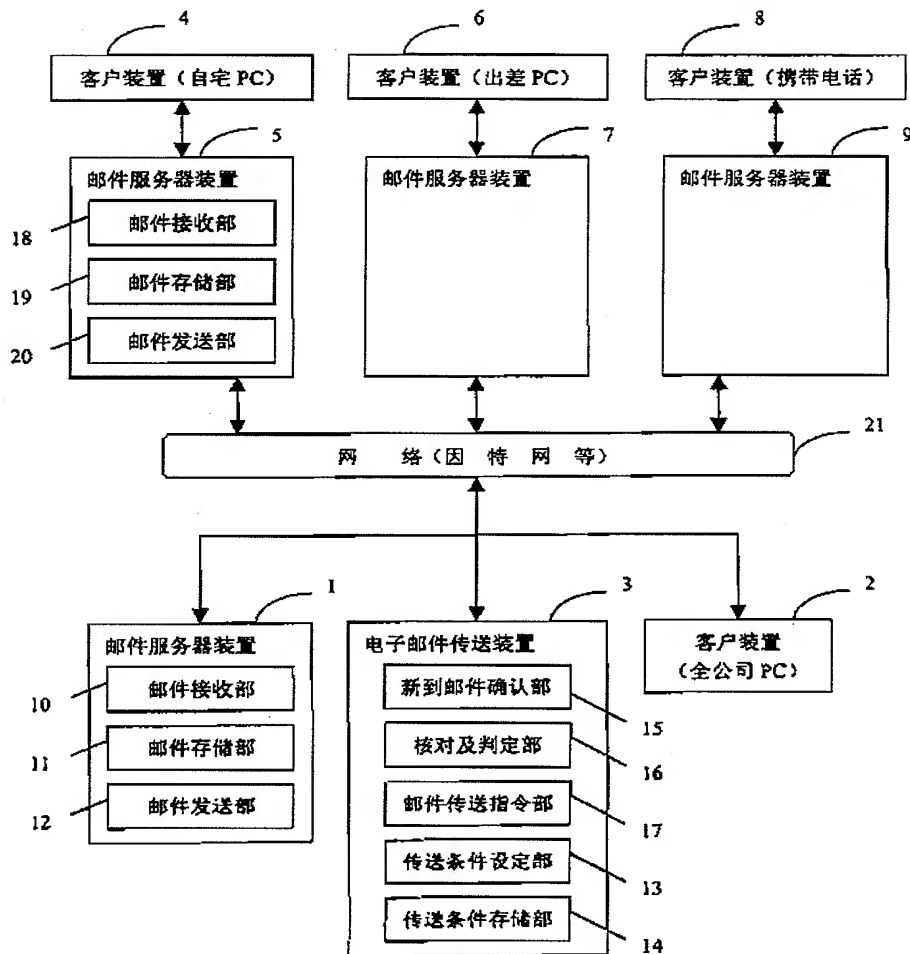 4
6
8
客户装置（自宅 PC）
客户装置（出差 PC）
客户装置（携带电话）
5
7
9
邮件服务器装置
邮件服务器装置
邮件服务器装置
18
邮件接收部
19
邮件存储部
20
邮件发送部
21
网 络（因 特 网 等）
1
3
2
邮件服务器装置
10
邮件接收部
11
邮件存储部
12
邮件发送部
电子邮件传送装置
新到邮件确认部
15
核对及判定部
16
邮件传送指令部
17
传送条件设定部
13
传送条件存储部
14
客户装置
（全公司 PC）